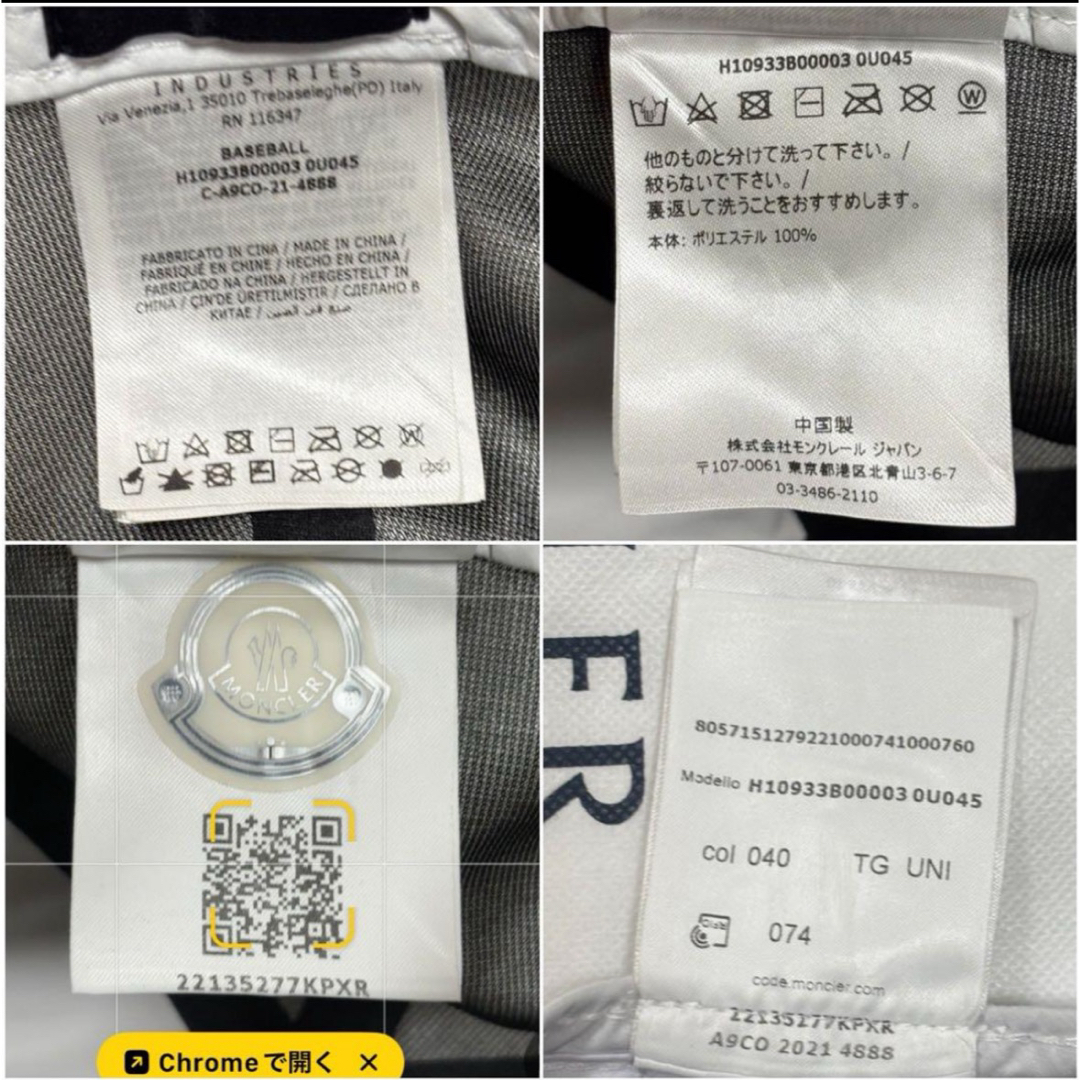 INDUSTRIES
Via Venezia,1 35010 Trebaseleghe(PD) Italy
RN 116347
BASEBALL
H10933B00003 0U045
C-A9CO-21-4888
FABBRICATO IN CINA / MADE IN CHINA /
FABRIQUÉ EN CHINE / HECHO EN CHINA /
FABRICADO NA CHINA / HERGESTELLT IN
CHINA / ÇIN'DE ÜRETILMISTIR / СДЕЛАНО В
КИТАЕ / صنع في الصين
H10933B00003 0U045
W
他のものと分けて洗って下さい。/
絞らないで下さい。/
裏返して洗うことをおすすめします。
本体: ポリエステル 100%
中国製
株式会社モンクレール ジャパン
〒107-0061 東京都港区北青山3-6-7
03-3486-2110
MONCLER
22135277KPXR
Chromeで開く ×
ER
8057151279221000741000760
Modello H10933B00003 0U045
col 040 TG UNI
RFID 074
code.moncler.com
22135277KPXR
A9CO 2021 4888